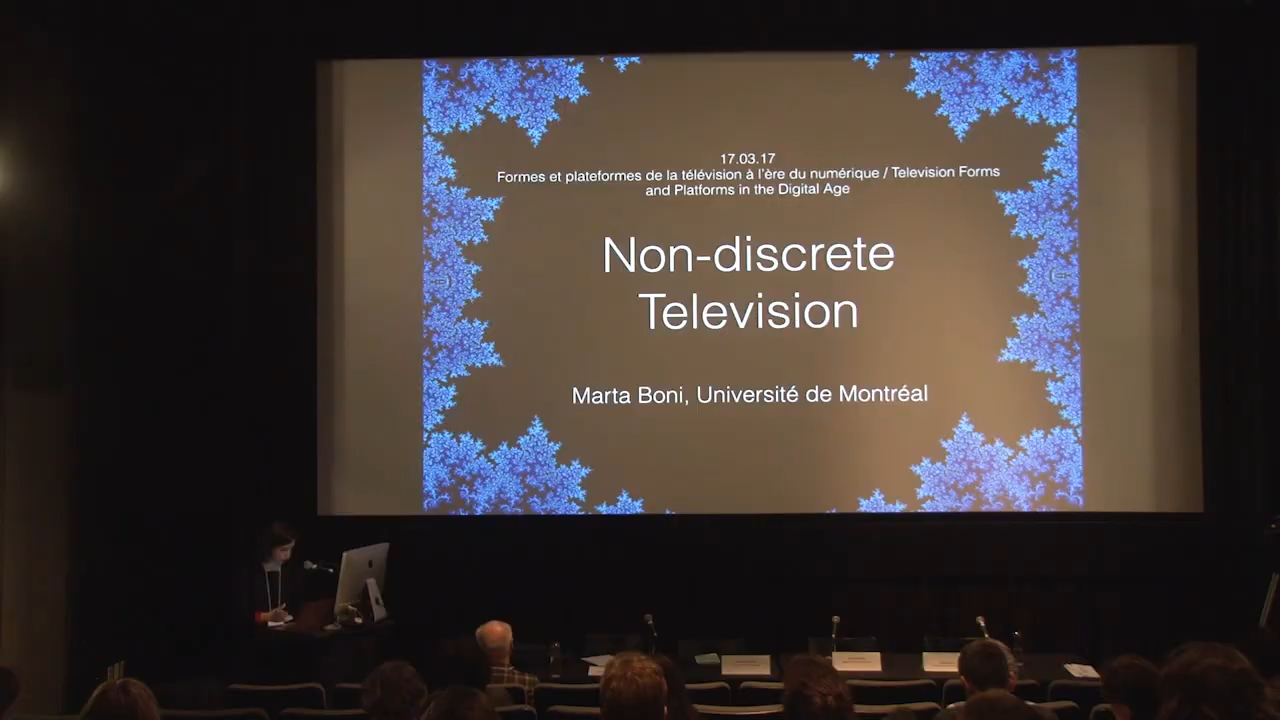 17.03.17
Formes et plateformes de la télévision à l'ère du numérique / Television Forms
and Platforms in the Digital Age
Non-discrete
Television
Marta Boni, Université de Montréal